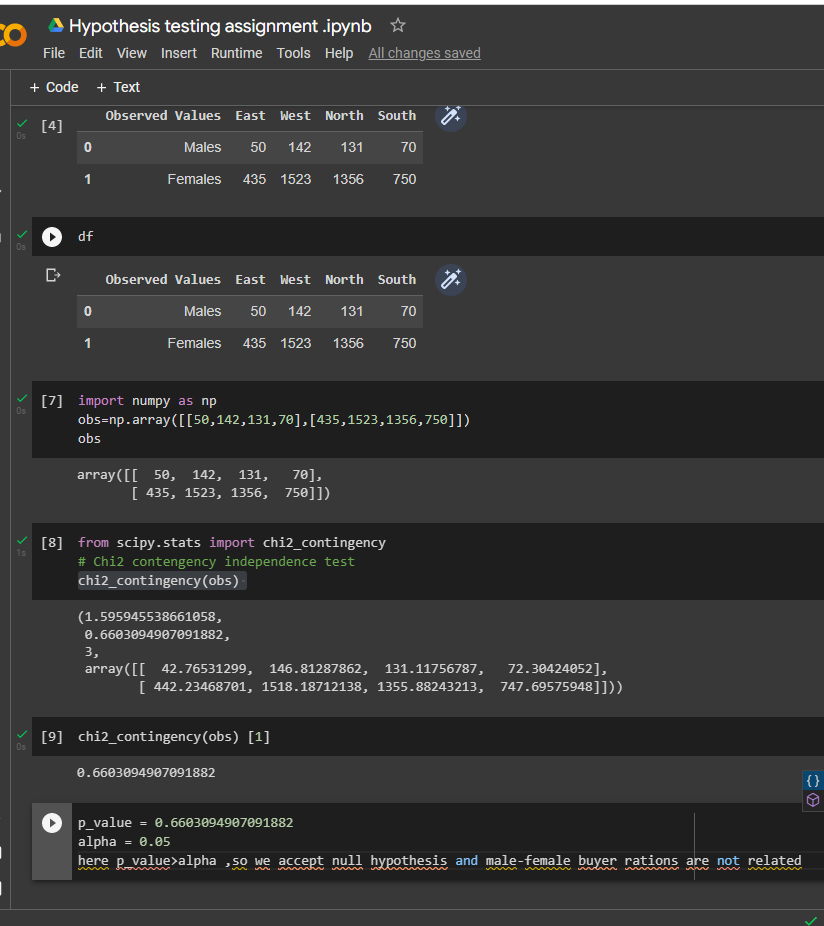 Hypothesis testing assignment .ipynb
File Edit View Insert Runtime Tools Help All changes saved
+ Code + Text
[4]
Observed Values East West North South
0 Males 50 142 131 70
1 Females 435 1523 1356 750
0s
df
0s
Observed Values East West North South
0 Males 50 142 131 70
1 Females 435 1523 1356 750
[7] import numpy as np
0s obs=np.array([[50,142,131,70],[435,1523,1356,750]])
obs
array([[ 50, 142, 131, 70],
[ 435, 1523, 1356, 750]])
[8] from scipy.stats import chi2_contingency
1s # Chi2 contengency independence test
chi2_contingency(obs)
(1.595945538661058,
0.6603094907091882,
3,
array([[ 42.76531299, 146.81287862, 131.11756787, 72.30424052],
[ 442.23468701, 1518.18712138, 1355.88243213, 747.69575948]]))
[9] chi2_contingency(obs) [1]
0s
0.6603094907091882
p_value = 0.6603094907091882
alpha = 0.05
here p_value>alpha ,so we accept null hypothesis and male-female buyer rations are not related